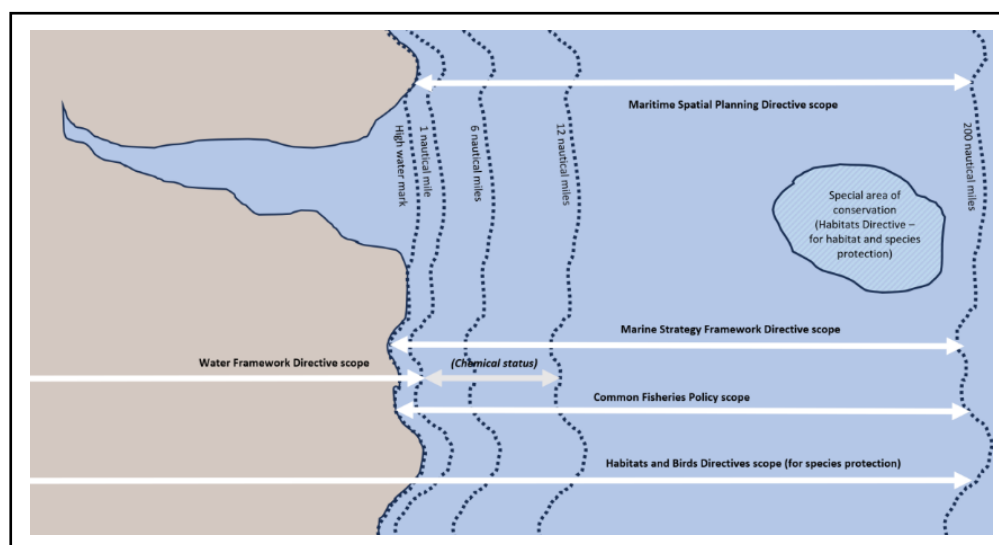 Maritime Spatial Planning Directive scope
High water mark
1 nautical mile
6 nautical miles
12 nautical miles
200 nautical miles
Special area of
conservation
(Habitats Directive –
for habitat and species
protection)
Marine Strategy Framework Directive scope
Water Framework Directive scope
(Chemical status)
Common Fisheries Policy scope
Habitats and Birds Directives scope (for species protection)